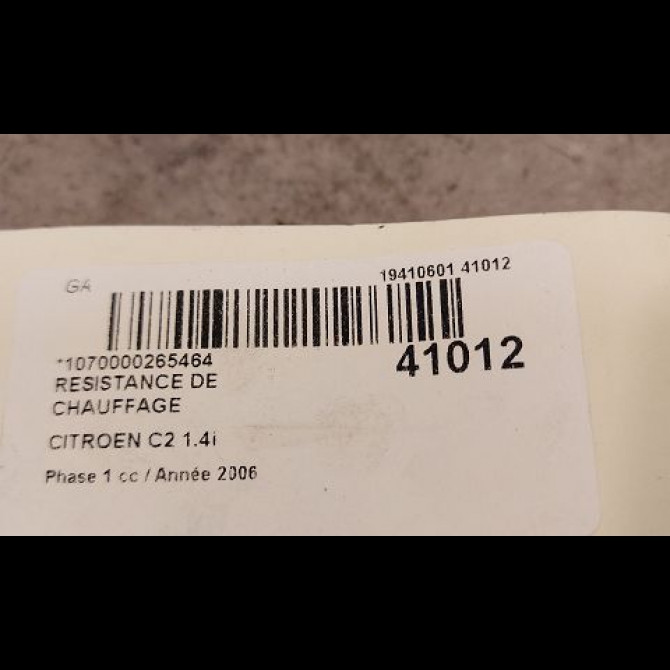 GA
19410601 41012
*1070000265464
41012
RESISTANCE DE
CHAUFFAGE
CITROEN C2 1.4i
Phase 1 cc / Année 2006